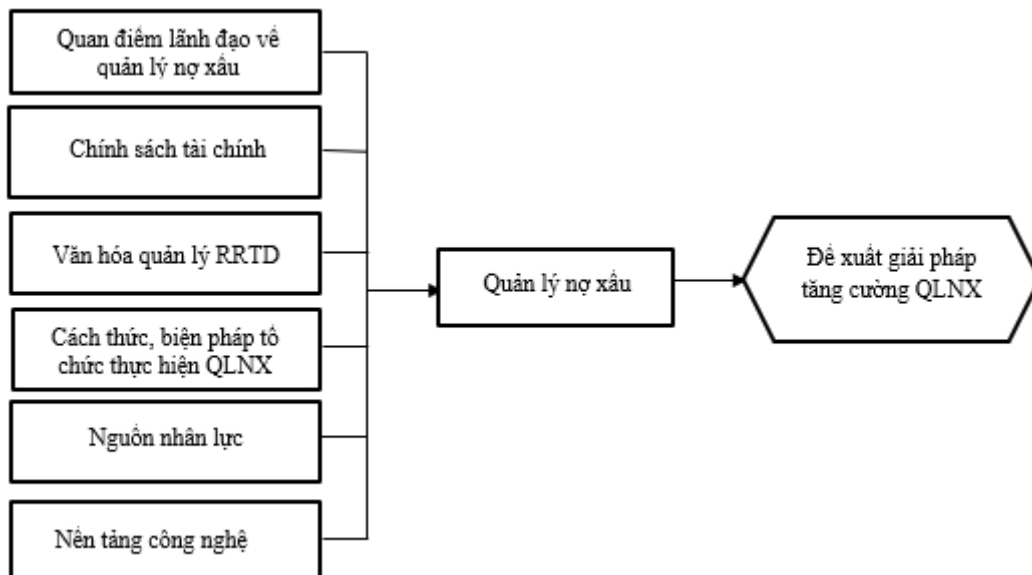 Quan điểm lãnh đạo về
quản lý nợ xấu
Chính sách tài chính
Văn hóa quản lý RRTD
Cách thức, biện pháp tổ
chức thực hiện QLNX
Nguồn nhân lực
Nền tảng công nghệ
Quản lý nợ xấu
Đề xuất giải pháp
tăng cường QLNX